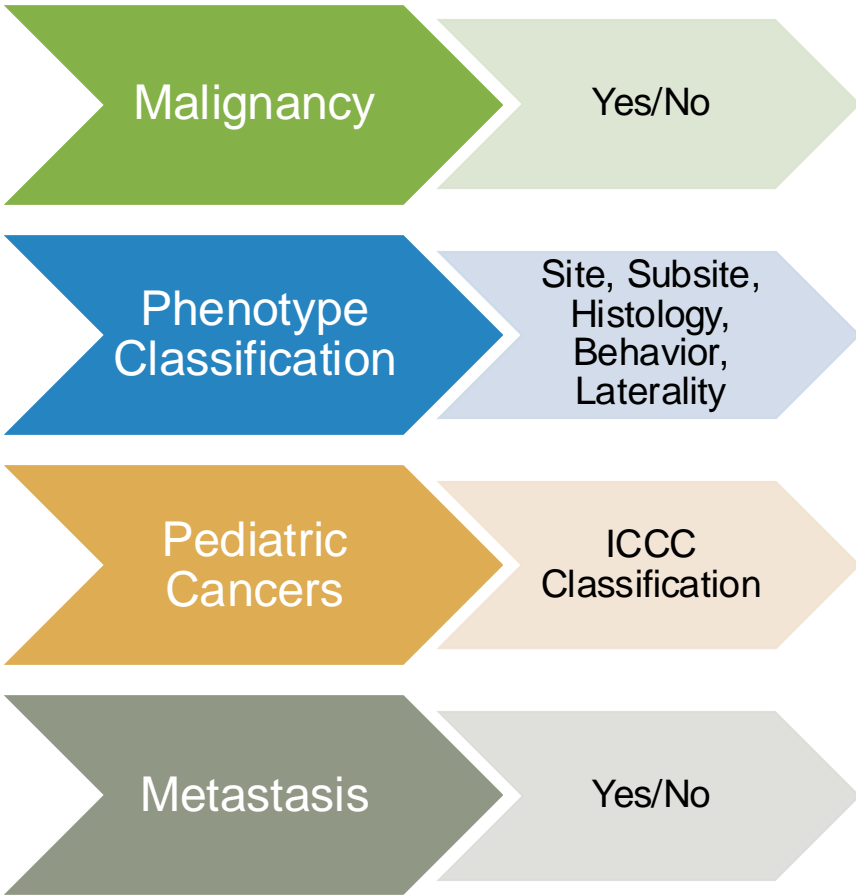 Malignancy
Yes/No
Phenotype
Classification
Site, Subsite,
Histology,
Behavior,
Laterality
Pediatric
Cancers
ICCC
Classification
Metastasis
Yes/No